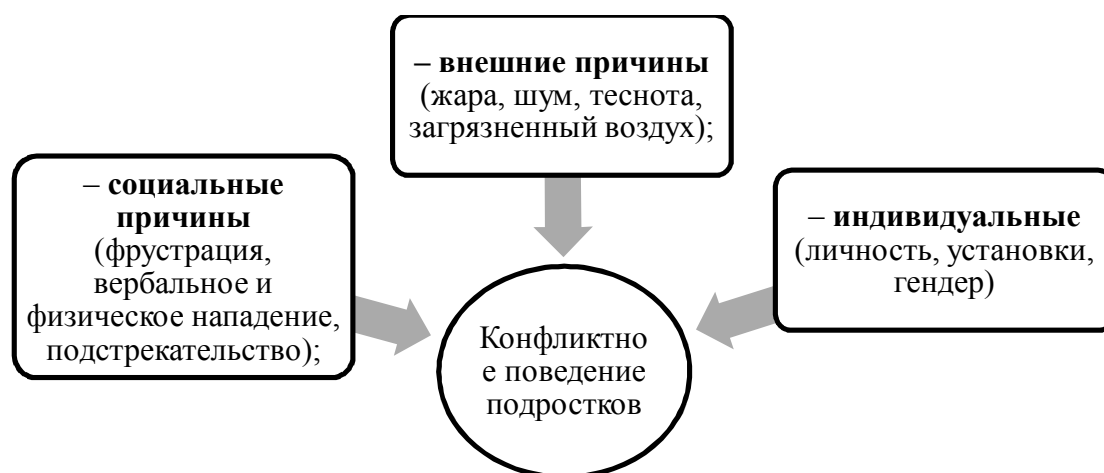 – внешние причины
(жара, шум, теснота,
загрязненный воздух);
– социальные
причины
(фрустрация,
вербальное и
физическое нападение,
подстрекательство);
– индивидуальные
(личность, установки,
гендер)
Конфликтно
е поведение
подростков